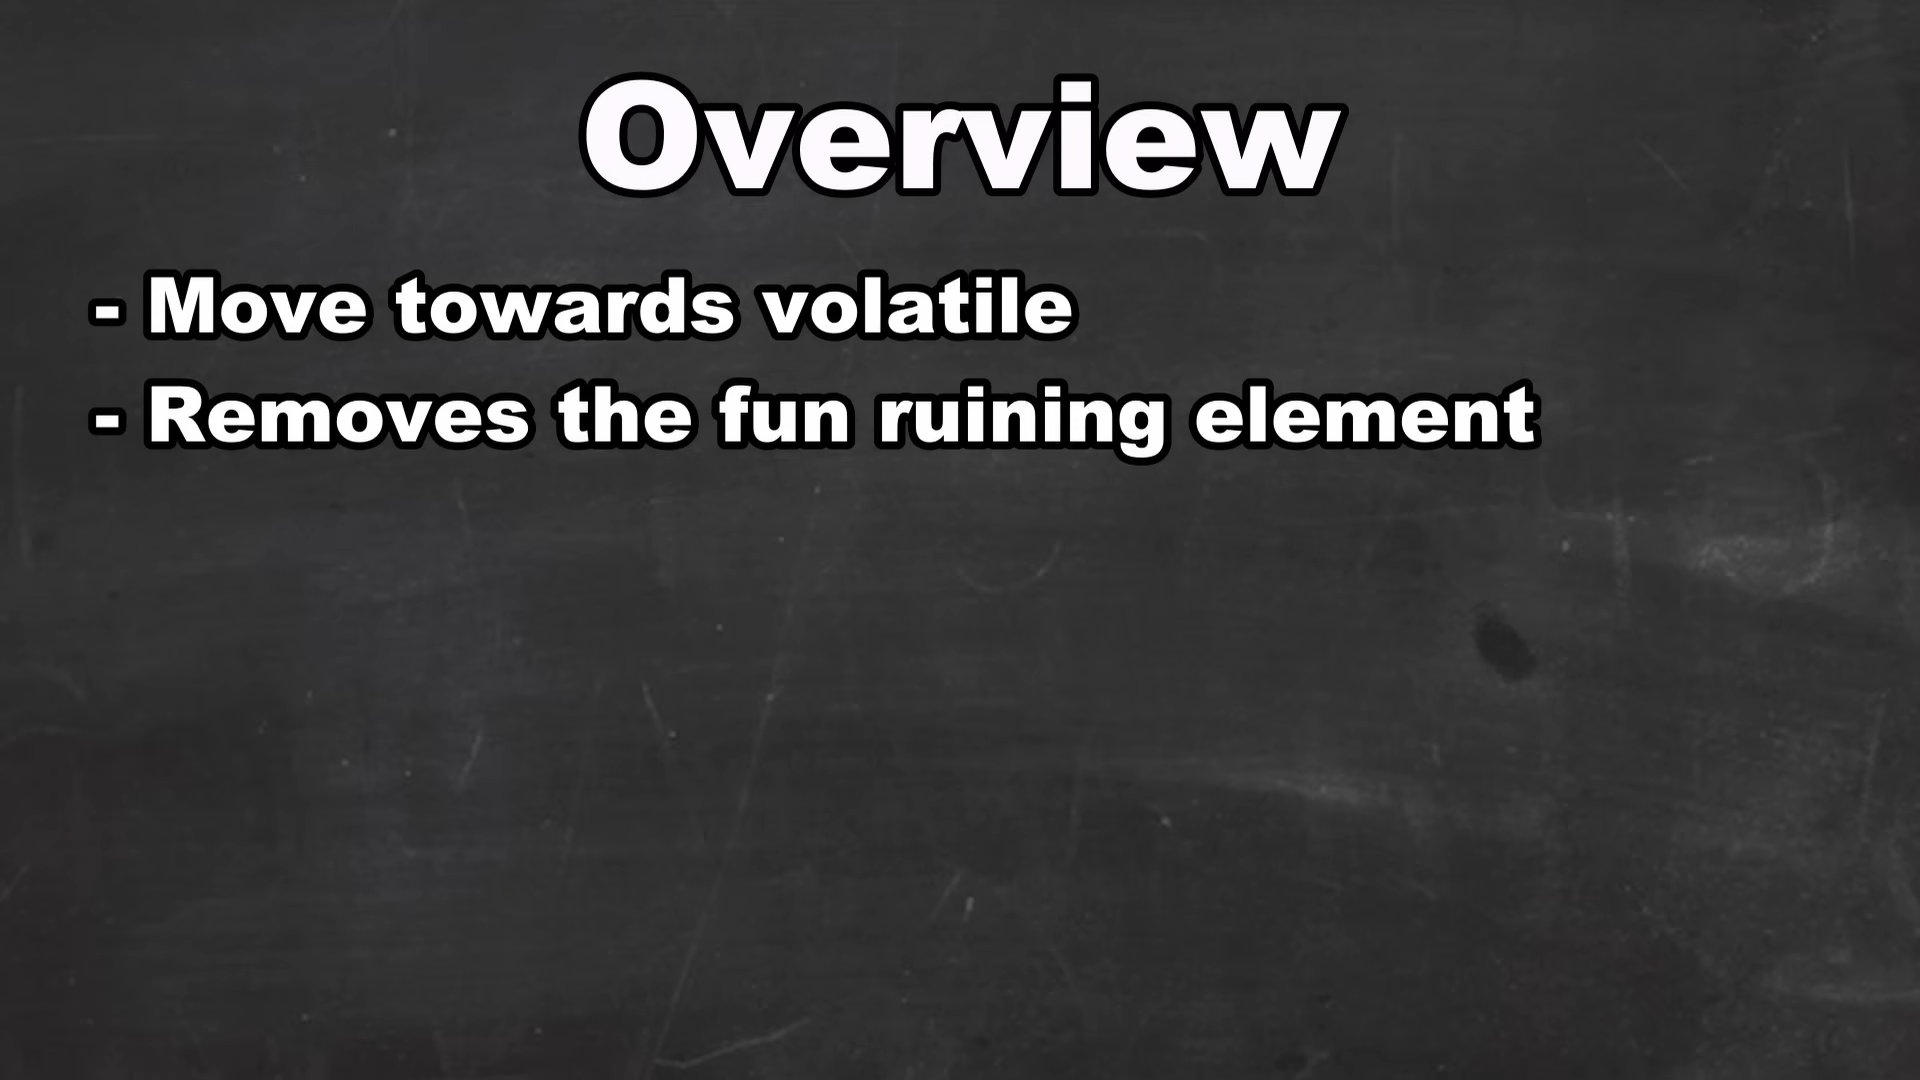 Overview
- Move towards volatile
- Removes the fun ruining element